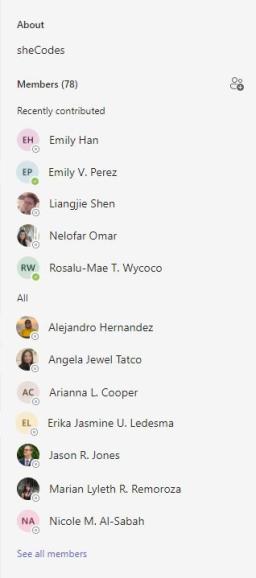 About
sheCodes
Members (78)
Recently contributed
EH Emily Han
EP Emily V. Perez
Liangjie Shen
Nelofar Omar
RW Rosalu-Mae T. Wycoco
All
Alejandro Hernandez
Angela Jewel Tatco
AC Arianna L. Cooper
EL Erika Jasmine U. Ledesma
Jason R. Jones
Marian Lyleth R. Remoroza
NA Nicole M. Al-Sabah
See all members